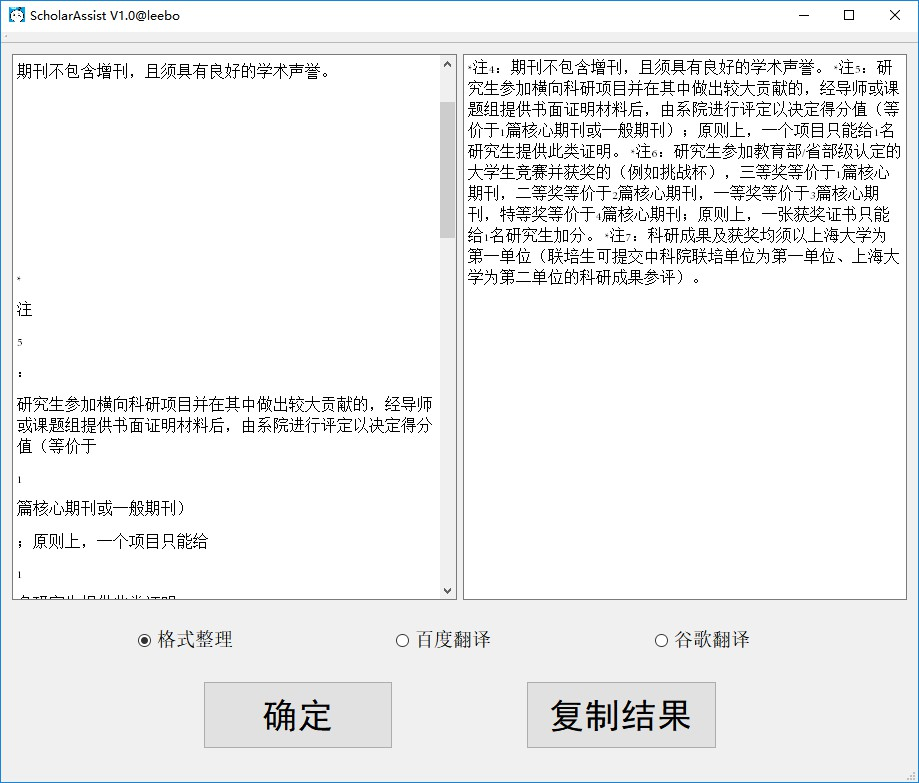 ScholarAssist V1.0@leebo
期刊不包含增刊，且须具有良好的学术声誉。
*
注
5
：
研究生参加横向科研项目并在其中做出较大贡献的，经导师
或课题组提供书面证明材料后，由系院进行评定以决定得分
值（等价于
1
篇核心期刊或一般期刊）
；原则上，一个项目只能给
1
*注4：期刊不包含增刊，且须具有良好的学术声誉。*注5：研
究生参加横向科研项目并在其中做出较大贡献的，经导师或课
题组提供书面证明材料后，由系院进行评定以决定得分值（等
价于1篇核心期刊或一般期刊）；原则上，一个项目只能给1名
研究生提供此类证明。*注6：研究生参加教育部/省部级认定的
大学生竞赛并获奖的（例如挑战杯），三等奖等价于1篇核心
期刊，二等奖等价于2篇核心期刊，一等奖等价于3篇核心期
刊，特等奖等价于4篇核心期刊；原则上，一张获奖证书只能
给1名研究生加分。*注7：科研成果及获奖均须以上海大学为
第一单位（联培生可提交中科院联培单位为第一单位、上海大
学为第二单位的科研成果参评）。
格式整理
百度翻译
谷歌翻译
确定
复制结果